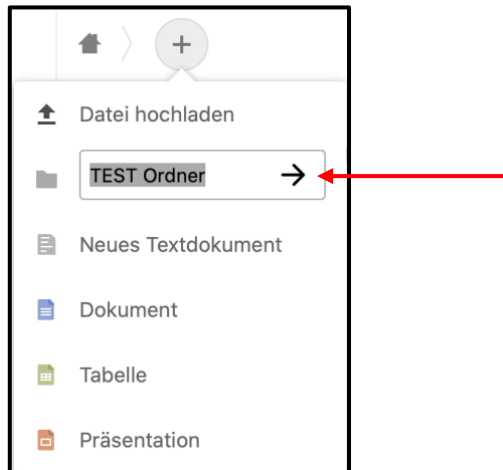 Datei hochladen
TEST Ordner
Neues Textdokument
Dokument
Tabelle
Präsentation